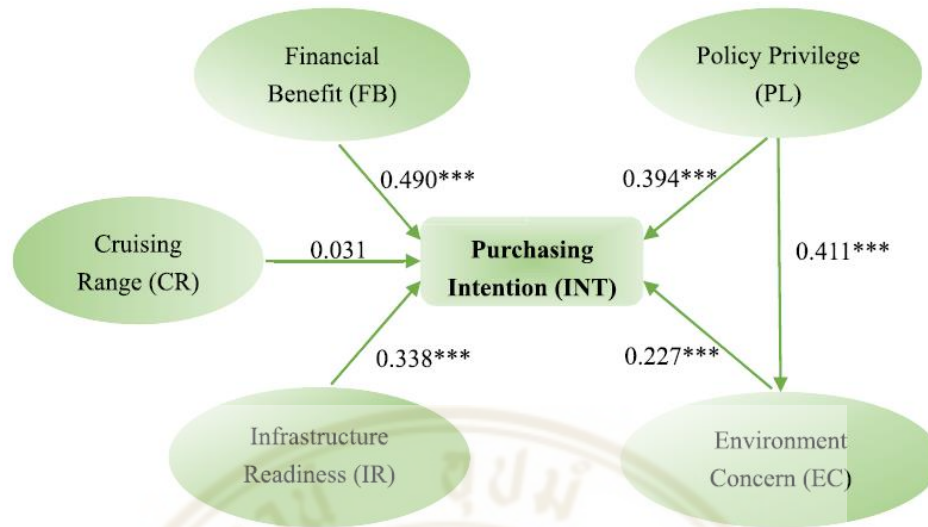 Financial
Benefit (FB)
Policy Privilege
(PL)
0.490***
0.394***
Cruising
Range (CR)
0.031
Purchasing
Intention (INT)
0.411***
0.338***
0.227***
Infrastructure
Readiness (IR)
Environment
Concern (EC)